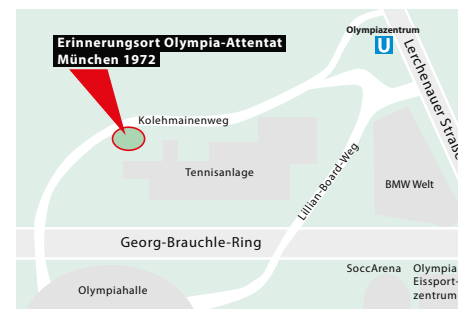 Olympiazentrum
U
Erinnerungsort Olympia-Attentat
München 1972
Lerchenauer Straße
Kolehmainenweg
Tennisanlage
Lillian-Board-Weg
BMW Welt
Georg-Brauchle-Ring
SoccArena
Olympia
Eissport-
zentrum
Olympiahalle